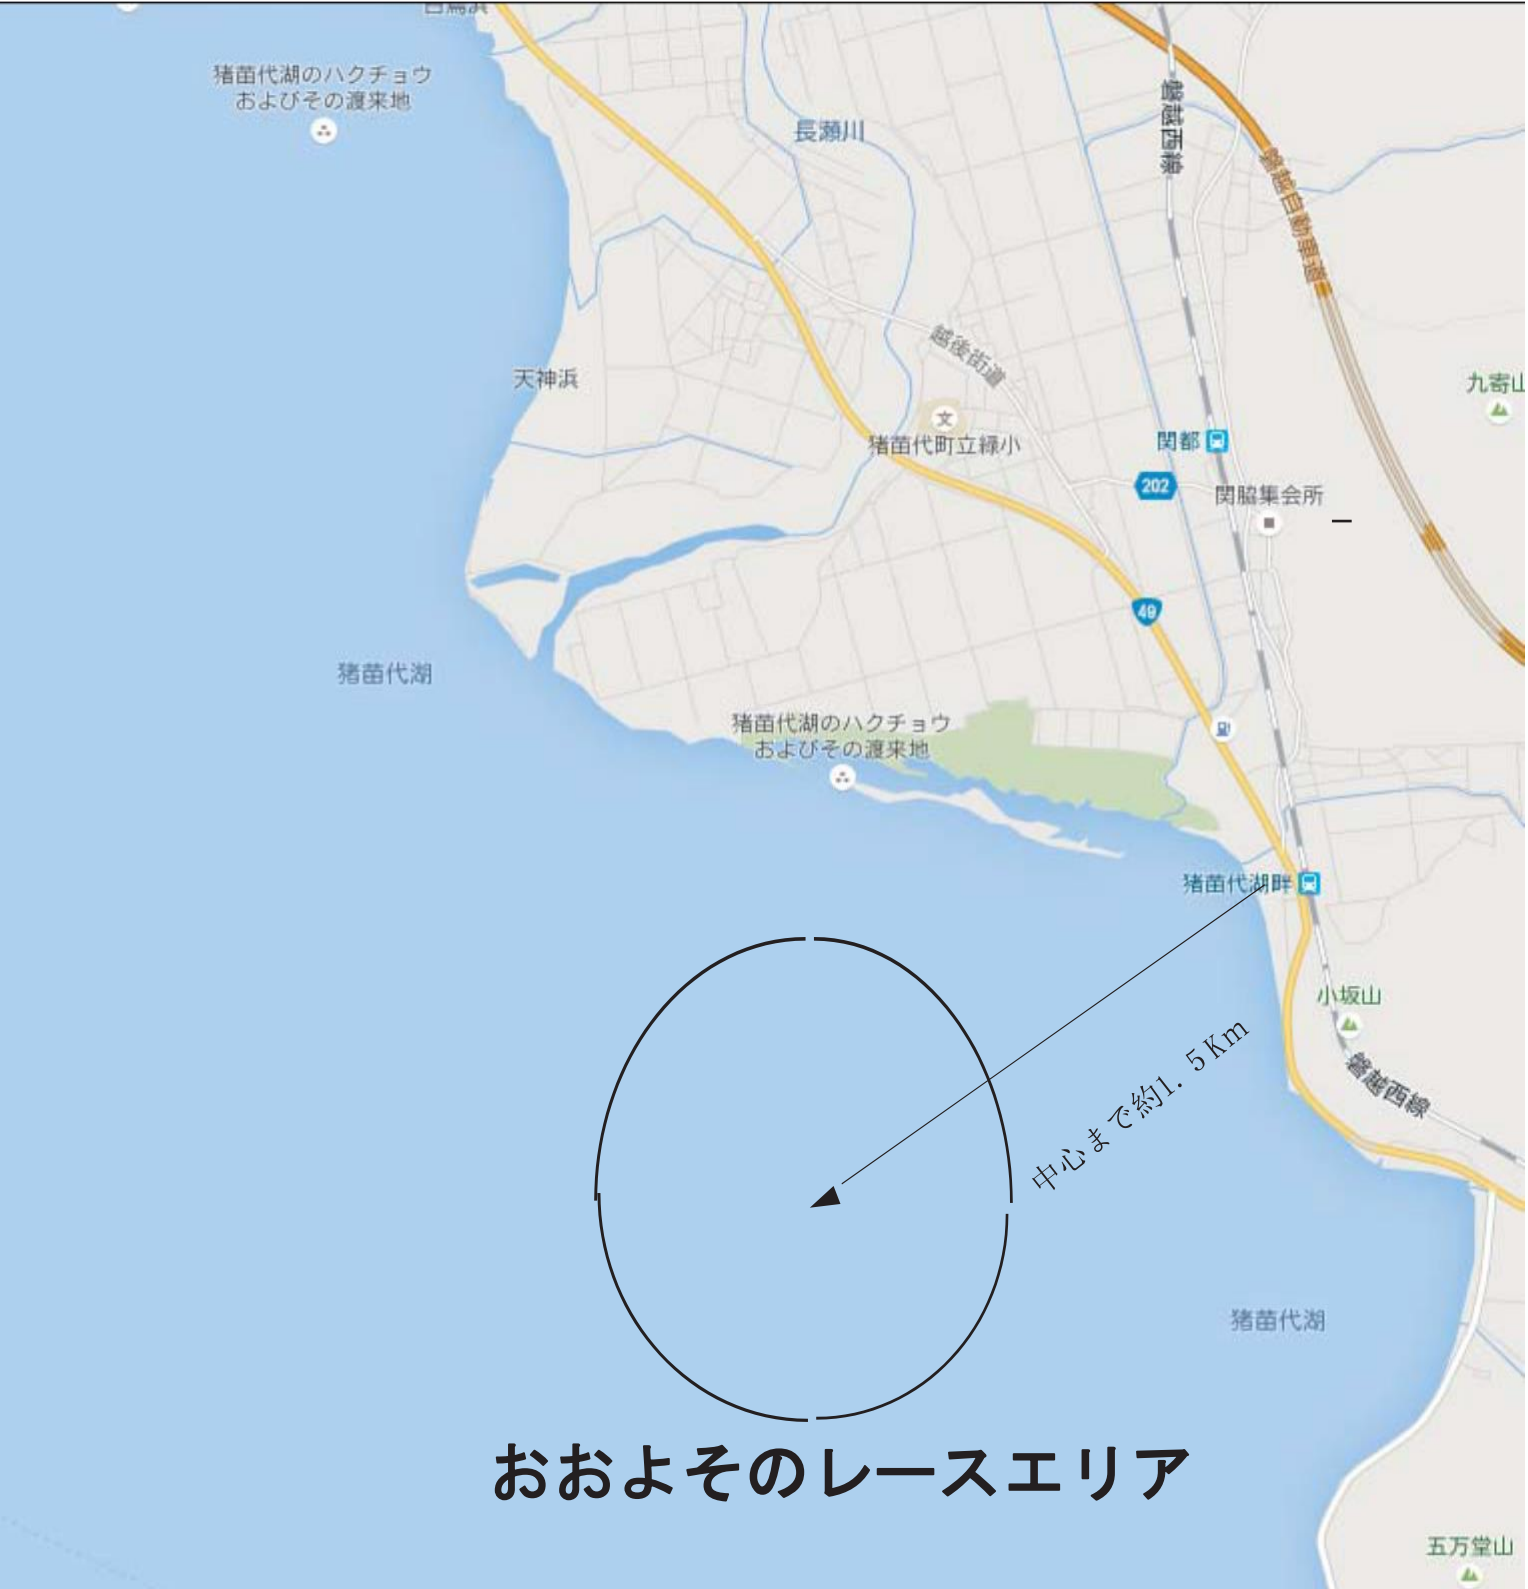 猪苗代湖のハクチョウ
およびその渡来地
長瀬川
磐越西線
磐越自動車道
越後街道
天神浜
九寄山
文
猪苗代町立緑小
関都
202
関脇集会所
49
猪苗代湖
猪苗代湖のハクチョウ
およびその渡来地
猪苗代湖畔
小坂山
磐越西線
中心まで約1.5Km
猪苗代湖
おおよそのレースエリア
五万堂山